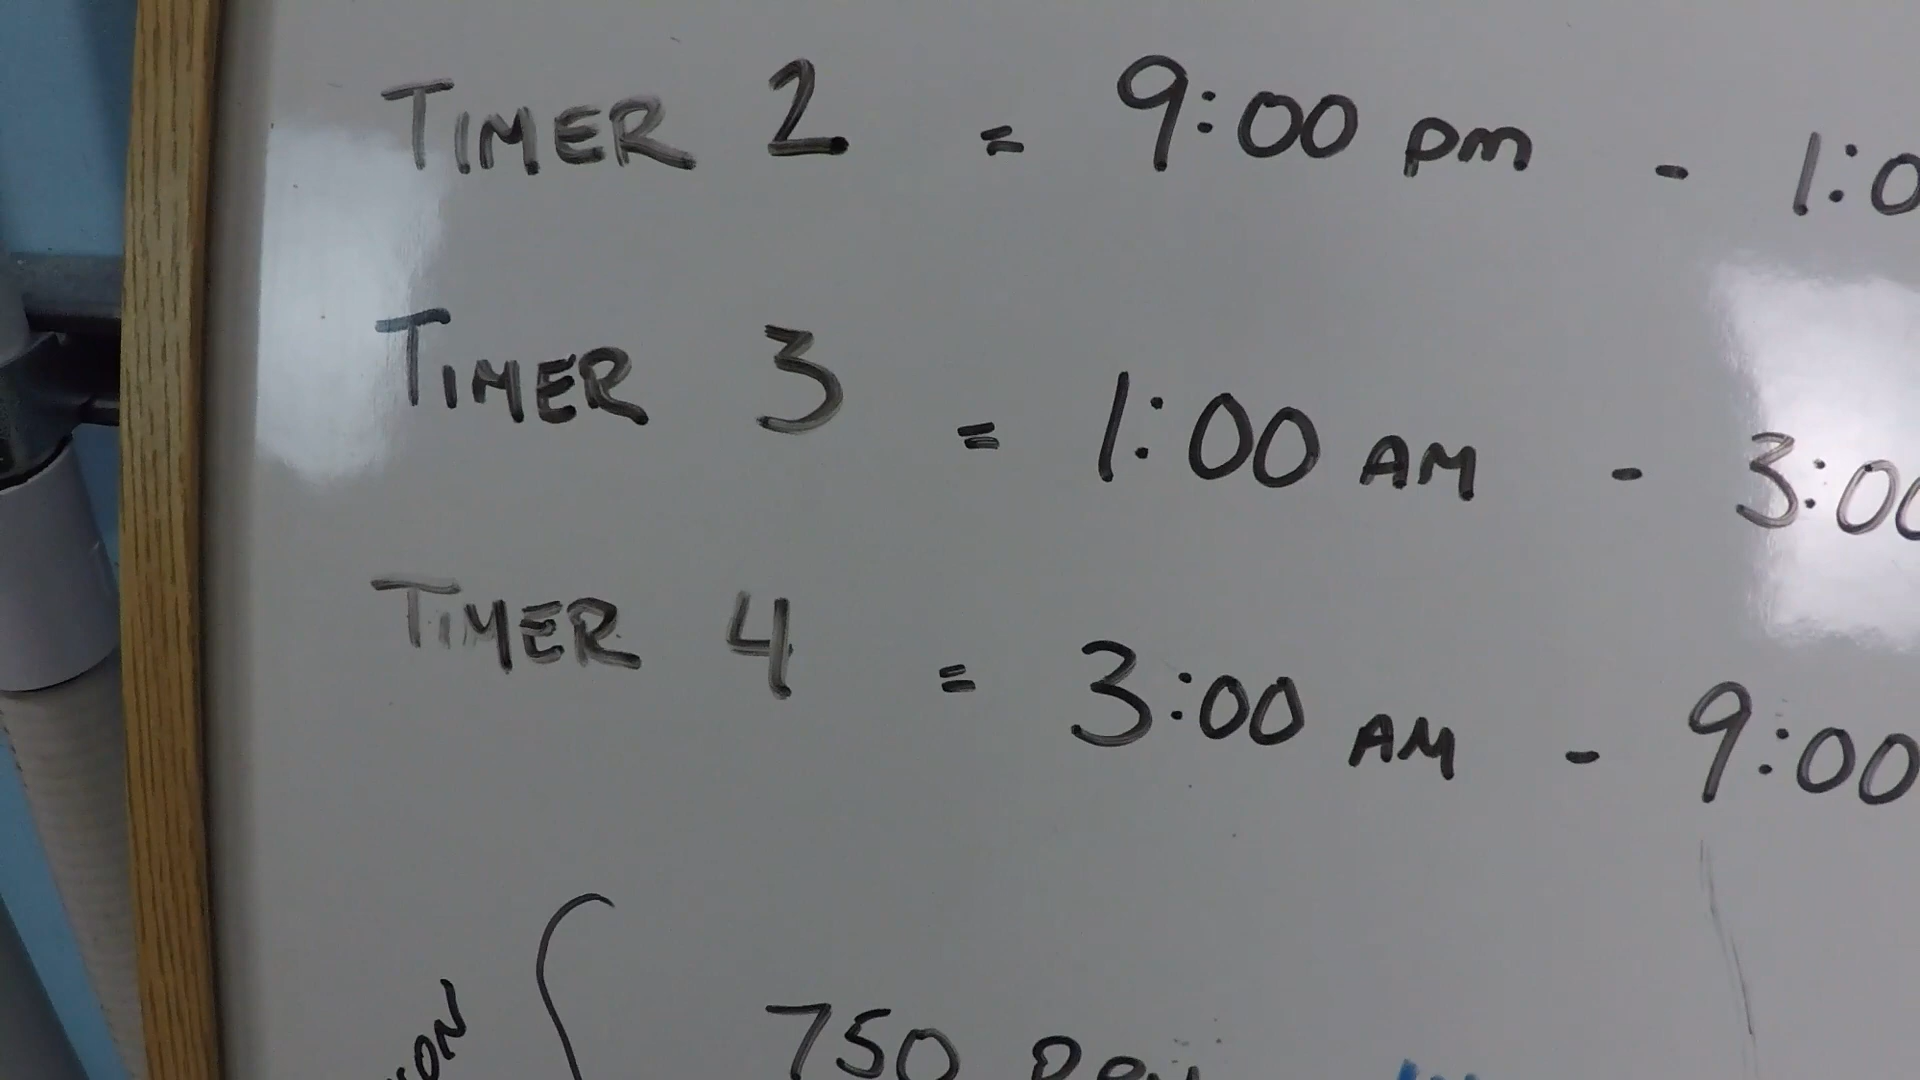 TIMER 2 = 9:00 pm - 1:0
TIMER 3 = 1:00 AM - 3:00
TIMER 4 = 3:00 AM - 9:00
750